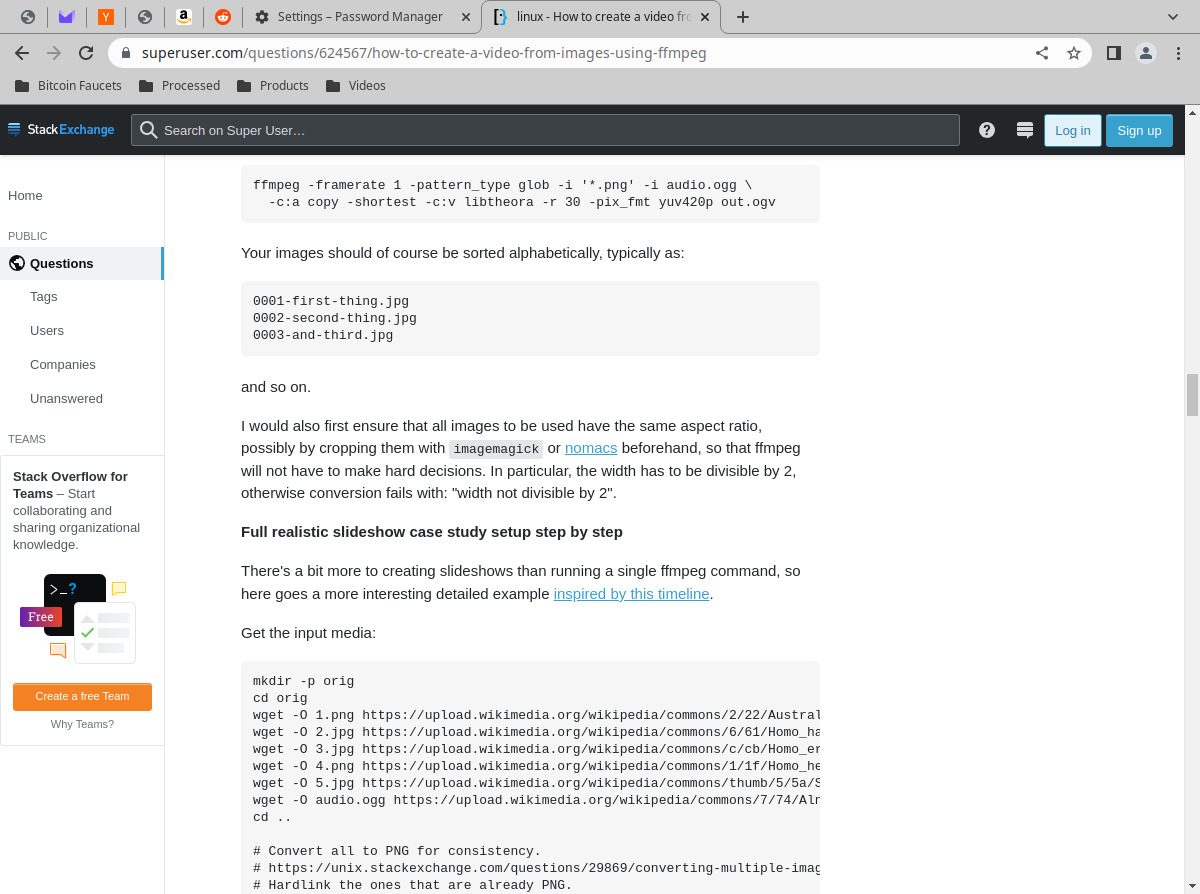 Settings – Password Manager
linux - How to create a video fro
superuser.com/questions/624567/how-to-create-a-video-from-images-using-ffmpeg
Bitcoin Faucets
Processed
Products
Videos
StackExchange
Search on Super User…
Log in
Sign up
Home
PUBLIC
Questions
Tags
Users
Companies
Unanswered
TEAMS
Stack Overflow for
Teams – Start
collaborating and
sharing organizational
knowledge.
>_?
Free
Create a free Team
Why Teams?
ffmpeg -framerate 1 -pattern_type glob -i '*.png' -i audio.ogg \
-c:a copy -shortest -c:v libtheora -r 30 -pix_fmt yuv420p out.ogv
Your images should of course be sorted alphabetically, typically as:
0001-first-thing.jpg
0002-second-thing.jpg
0003-and-third.jpg
and so on.
I would also first ensure that all images to be used have the same aspect ratio,
possibly by cropping them with imagemagick or nomacs beforehand, so that ffmpeg
will not have to make hard decisions. In particular, the width has to be divisible by 2,
otherwise conversion fails with: "width not divisible by 2".
Full realistic slideshow case study setup step by step
There's a bit more to creating slideshows than running a single ffmpeg command, so
here goes a more interesting detailed example inspired by this timeline.
Get the input media:
mkdir -p orig
cd orig
wget -O 1.png https://upload.wikimedia.org/wikipedia/commons/2/22/Austral
wget -O 2.jpg https://upload.wikimedia.org/wikipedia/commons/6/61/Homo_ha
wget -O 3.jpg https://upload.wikimedia.org/wikipedia/commons/c/cb/Homo_er
wget -O 4.png https://upload.wikimedia.org/wikipedia/commons/1/1f/Homo_he
wget -O 5.jpg https://upload.wikimedia.org/wikipedia/commons/thumb/5/5a/S
wget -O audio.ogg https://upload.wikimedia.org/wikipedia/commons/7/74/Aln
cd ..
# Convert all to PNG for consistency.
# https://unix.stackexchange.com/questions/29869/converting-multiple-imag
# Hardlink the ones that are already PNG.